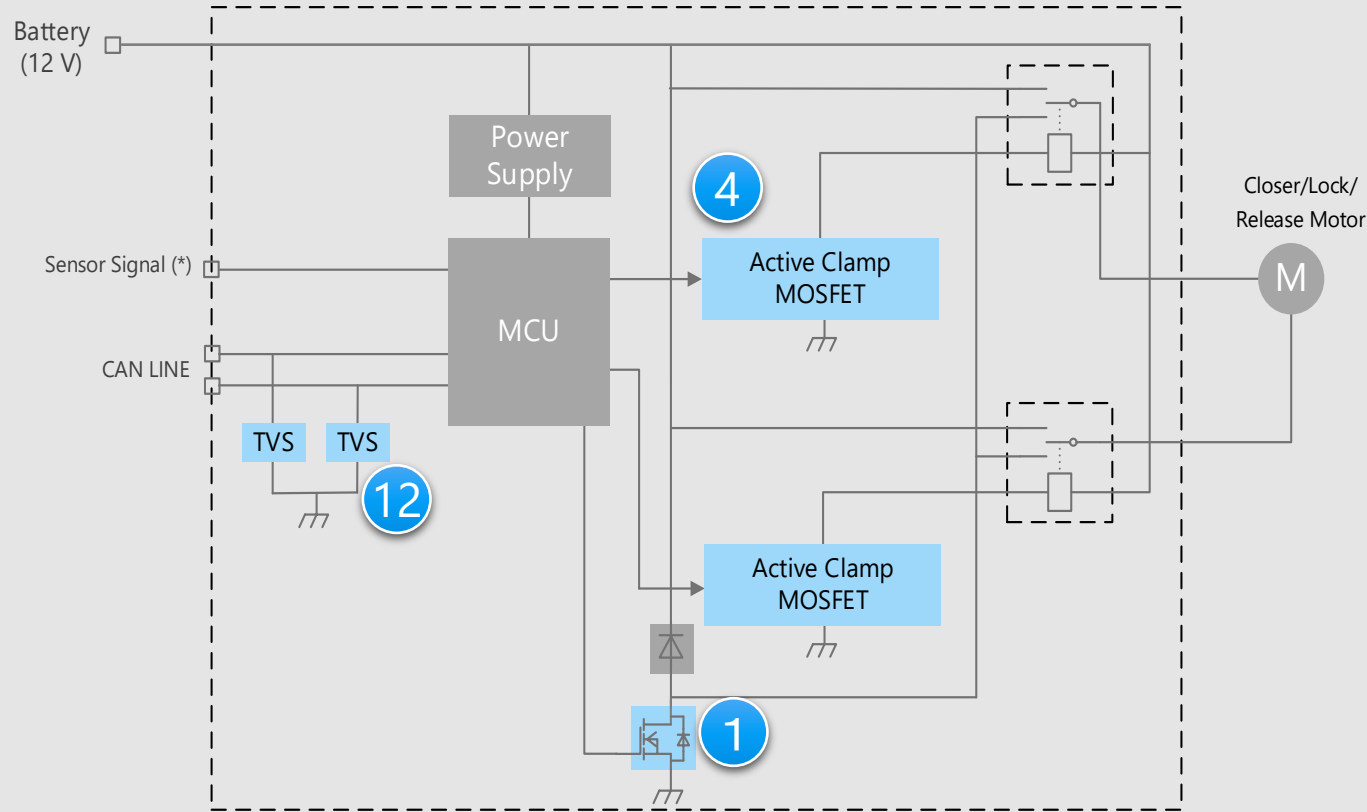 Battery
(12 V)
Power
Supply
4
Closer/Lock/
Release Motor
Sensor Signal (*)
Active Clamp
MOSFET
M
MCU
CAN LINE
TVS
TVS
12
Active Clamp
MOSFET
1